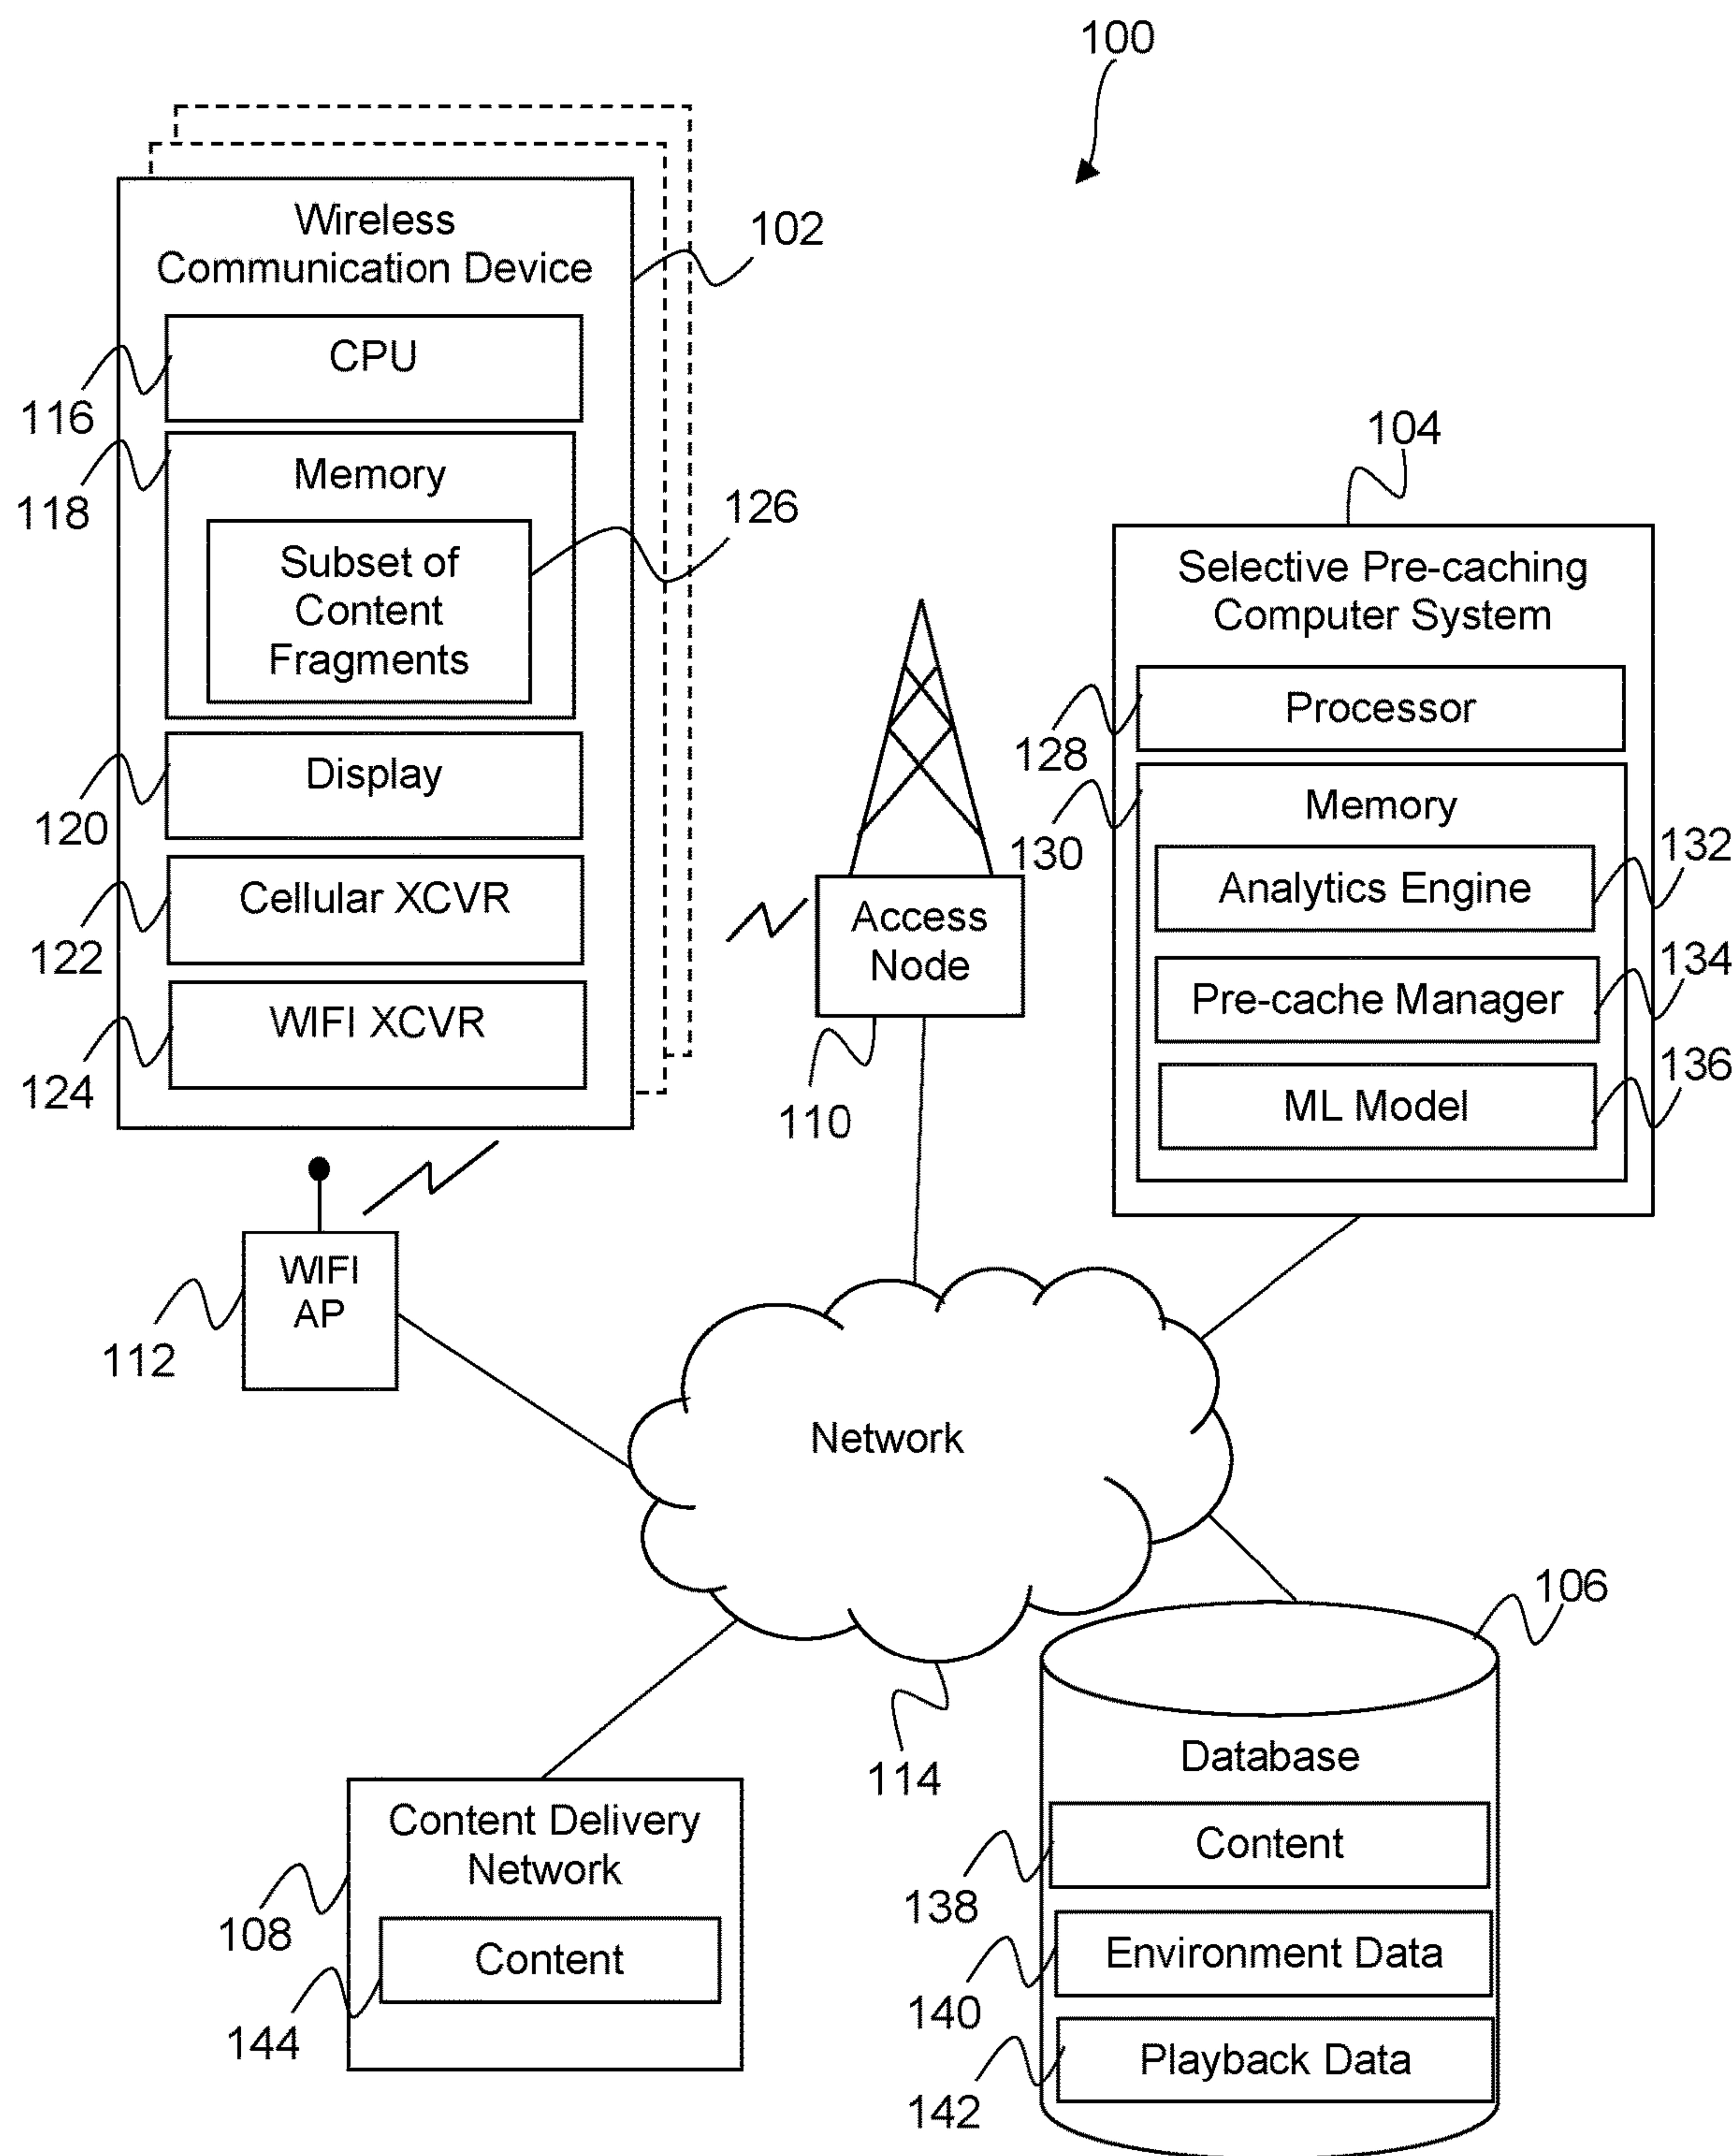 100
Wireless
Communication Device
102
CPU
116
Memory
118
Subset of
Content
Fragments
126
Display
120
Cellular XCVR
122
WIFI XCVR
124
104
Selective Pre-caching
Computer System
Processor
128
Memory
130
Analytics Engine
132
Pre-cache Manager
134
ML Model
136
Access
Node
110
WIFI
AP
112
Network
114
106
Database
Content
138
Environment Data
140
Playback Data
142
Content Delivery
Network
108
Content
144